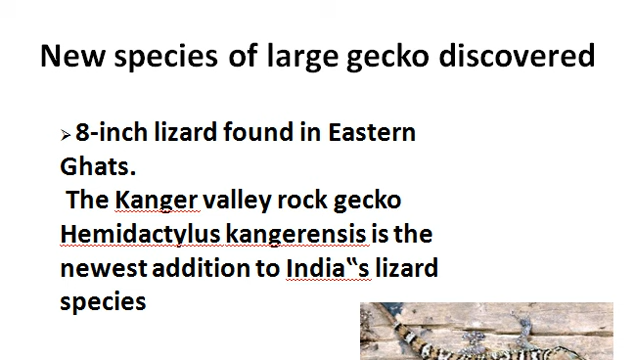 New species of large gecko discovered
➢ 8-inch lizard found in Eastern
Ghats.
The Kanger valley rock gecko
Hemidactylus kangerensis is the
newest addition to India‟s lizard
species